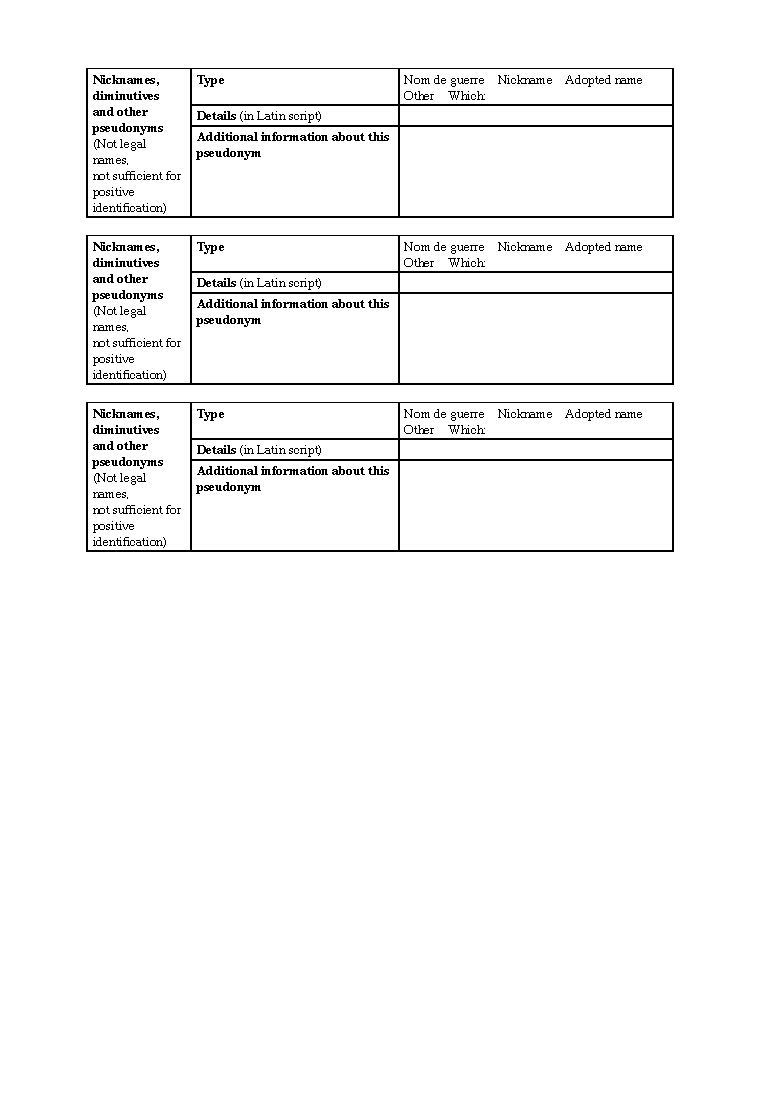 Nicknames,
diminutives
and other
pseudonyms
(Not legal
names,
not sufficient for
positive
identification)
Type
Nom de guerre Nickname Adopted name
Other Which:
Details (in Latin script)
Additional information about this
pseudonym
Nicknames,
diminutives
and other
pseudonyms
(Not legal
names,
not sufficient for
positive
identification)
Type
Nom de guerre Nickname Adopted name
Other Which:
Details (in Latin script)
Additional information about this
pseudonym
Nicknames,
diminutives
and other
pseudonyms
(Not legal
names,
not sufficient for
positive
identification)
Type
Nom de guerre Nickname Adopted name
Other Which:
Details (in Latin script)
Additional information about this
pseudonym